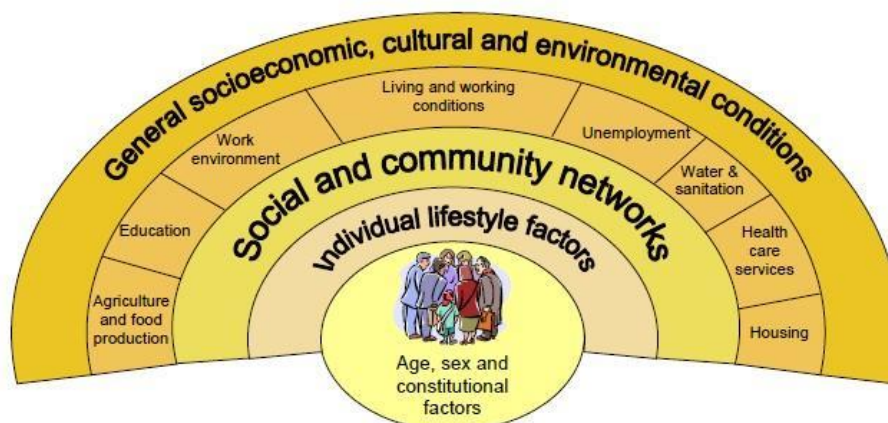 General socioeconomic, cultural and environmental conditions
Living and working
conditions
Work
environment
Unemployment
Education
Water &
sanitation
Agriculture
and food
production
Health
care
services
Housing
Social and community networks
Individual lifestyle factors
Age, sex and
constitutional
factors